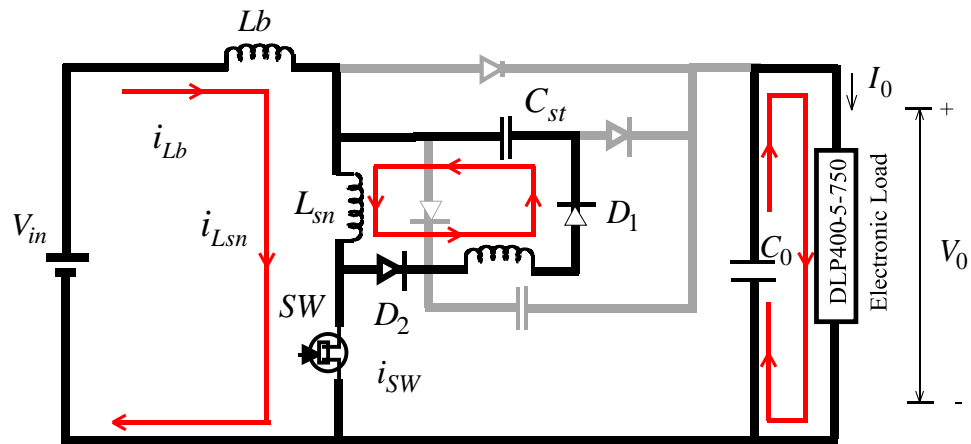 Lb
I0
Cst
+
iLb
Lsn
D1
Vin
iLsn
C0
DLP400-5-750
Electronic Load
V0
SW
D2
iSW
-